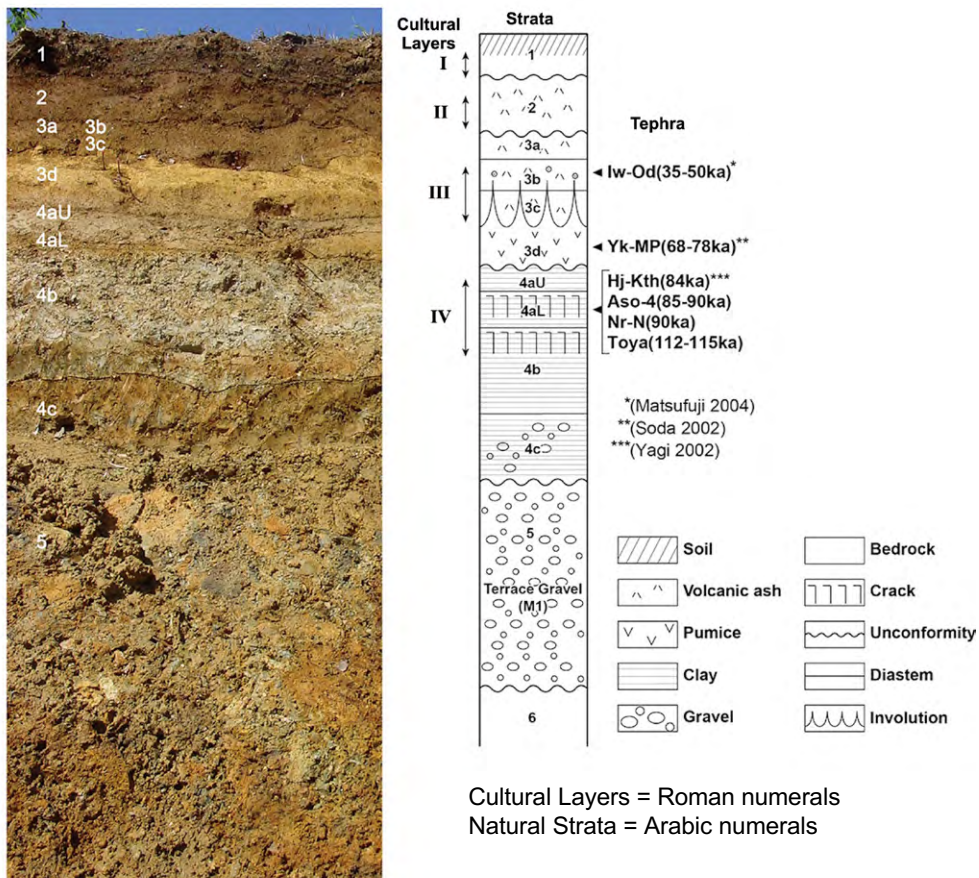 1
2
3a
3b
3c
3d
4aU
4aL
4b
4c
5
Cultural
Layers
Strata
I
II
III
IV
1
2
3a
3b
3c
3d
4aU
4aL
4b
4c
5
Terrace Gravel
(M1)
6
Tephra
Iw-Od(35-50ka)*
Yk-MP(68-78ka)**
Hj-Kth(84ka)***
Aso-4(85-90ka)
Nr-N(90ka)
Toya(112-115ka)
*(Matsufuji 2004)
**(Soda 2002)
***(Yagi 2002)
Soil
Volcanic ash
Pumice
Clay
Gravel
Bedrock
Crack
Unconformity
Diastem
Involution
Cultural Layers = Roman numerals
Natural Strata = Arabic numerals